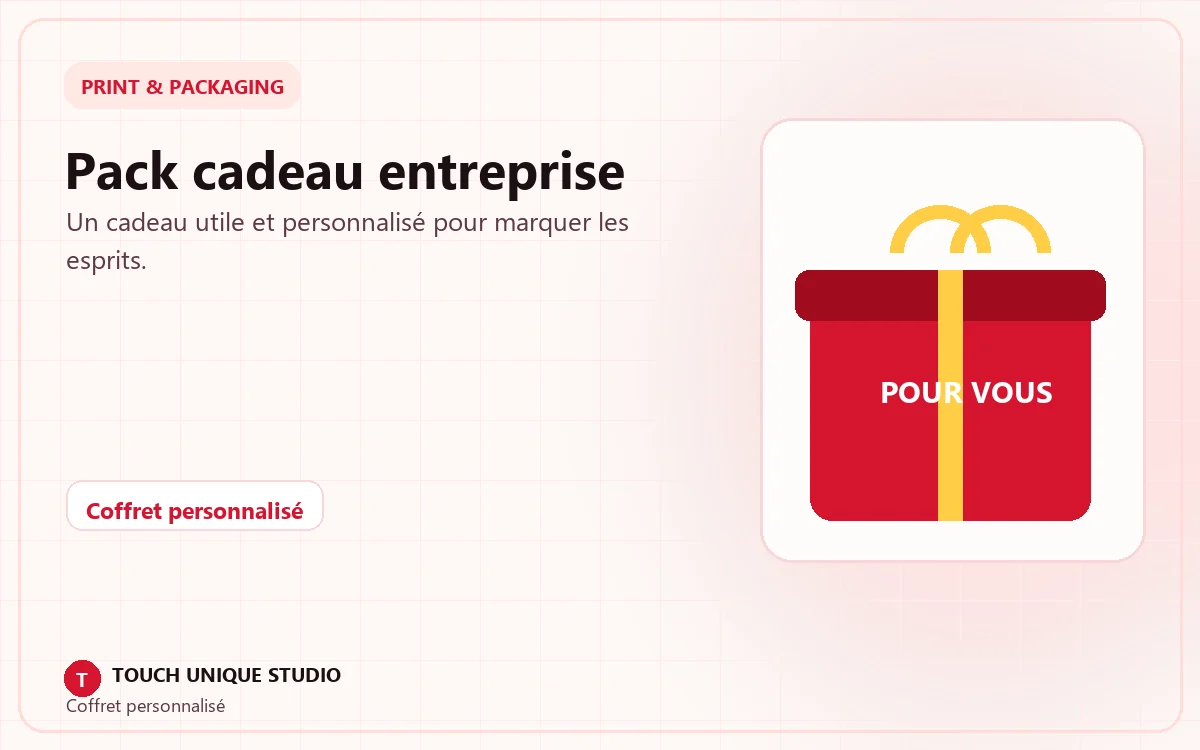 PRINT & PACKAGING
Pack cadeau entreprise
Un cadeau utile et personnalisé pour marquer les
esprits.
POUR VOUS
Coffret personnalisé
T
TOUCH UNIQUE STUDIO
Coffret personnalisé